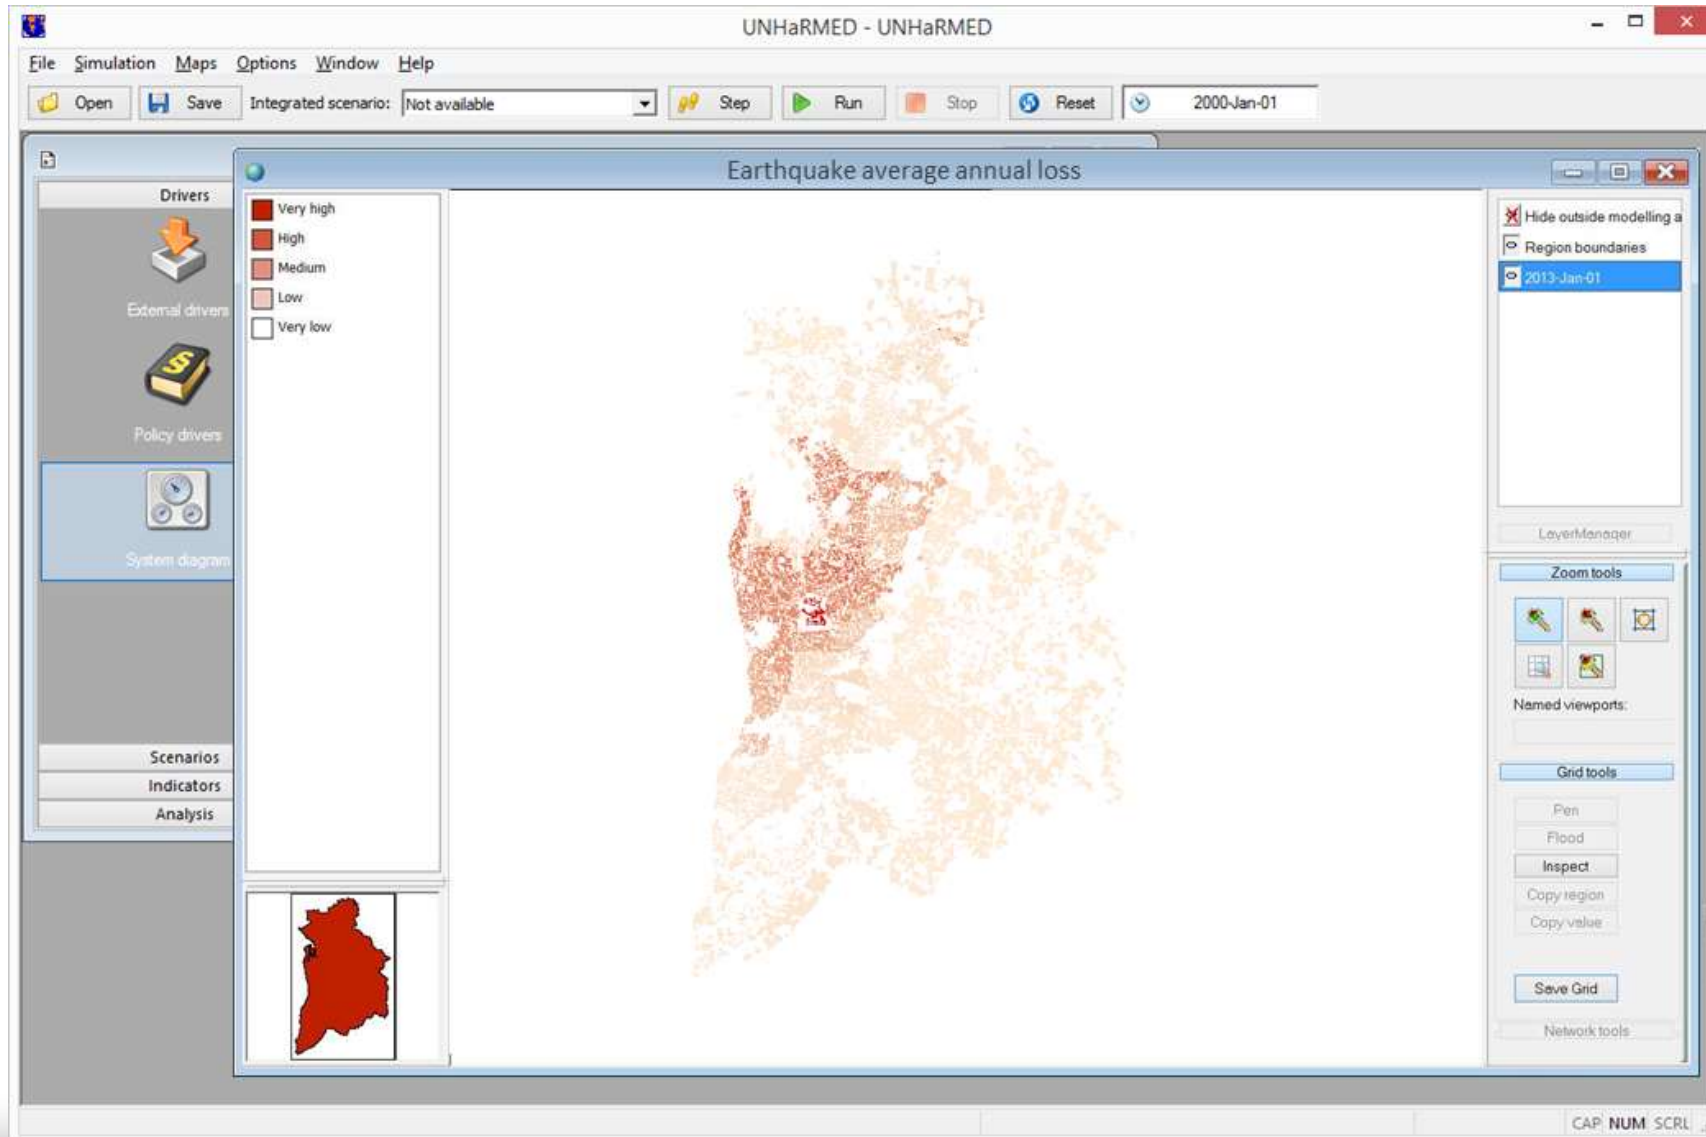 UNHaRMED - UNHaRMED
File Simulation Maps Options Window Help
Open Save Integrated scenario: Not available Step Run Stop Reset 2000-Jan-01
Earthquake average annual loss
Drivers
External drivers
Policy drivers
System diagram
Scenarios
Indicators
Analysis
Very high
High
Medium
Low
Very low
Hide outside modelling a
Region boundaries
2013-Jan-01
LayerManager
Zoom tools
Named viewports:
Grid tools
Pen
Flood
Inspect
Copy region
Copy value
Save Grid
Network tools
CAP NUM SCRL